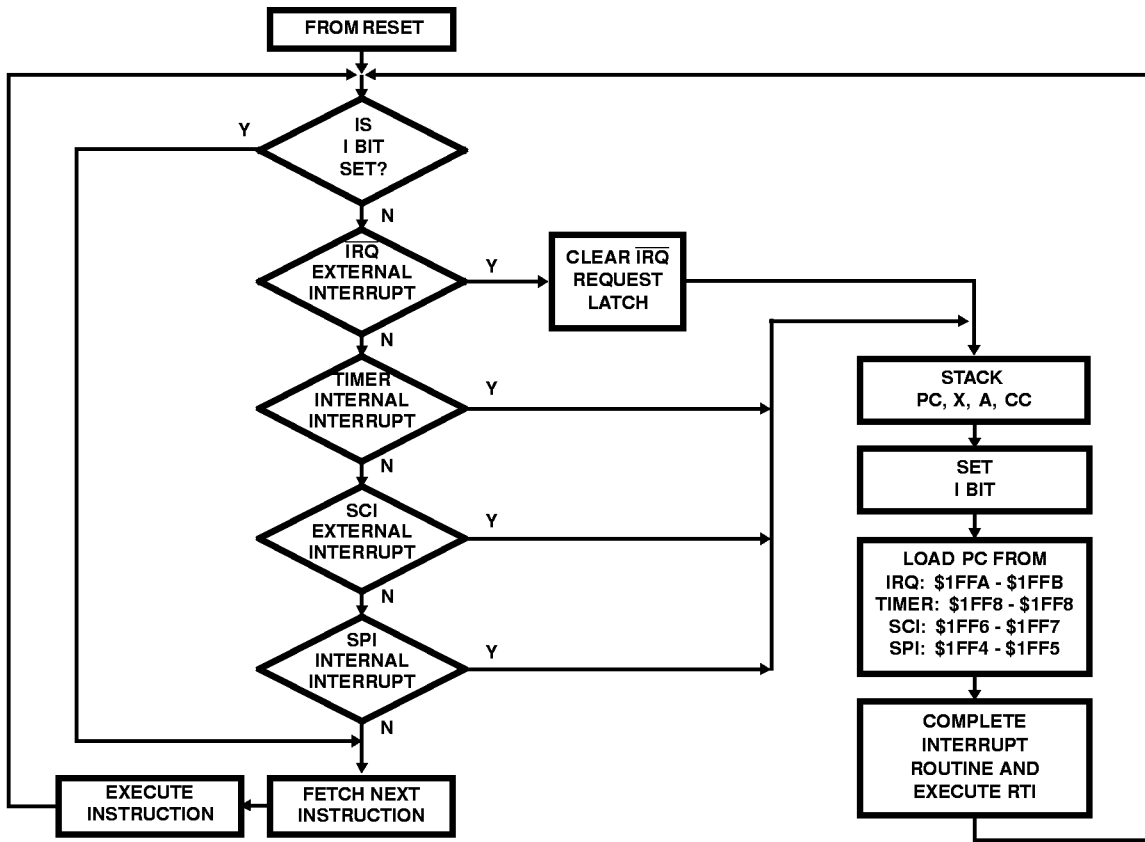 FROM RESET
Y
IS
I BIT
SET?
N
IRQ
EXTERNAL
INTERRUPT
Y
CLEAR IRQ
REQUEST
LATCH
N
TIMER
INTERNAL
INTERRUPT
Y
STACK
PC, X, A, CC
N
SET
I BIT
SCI
EXTERNAL
INTERRUPT
Y
LOAD PC FROM
IRQ: $1FFA - $1FFB
TIMER: $1FF8 - $1FF8
SCI: $1FF6 - $1FF7
SPI: $1FF4 - $1FF5
N
SPI
INTERNAL
INTERRUPT
Y
N
COMPLETE
INTERRUPT
ROUTINE AND
EXECUTE RTI
EXECUTE
INSTRUCTION
FETCH NEXT
INSTRUCTION